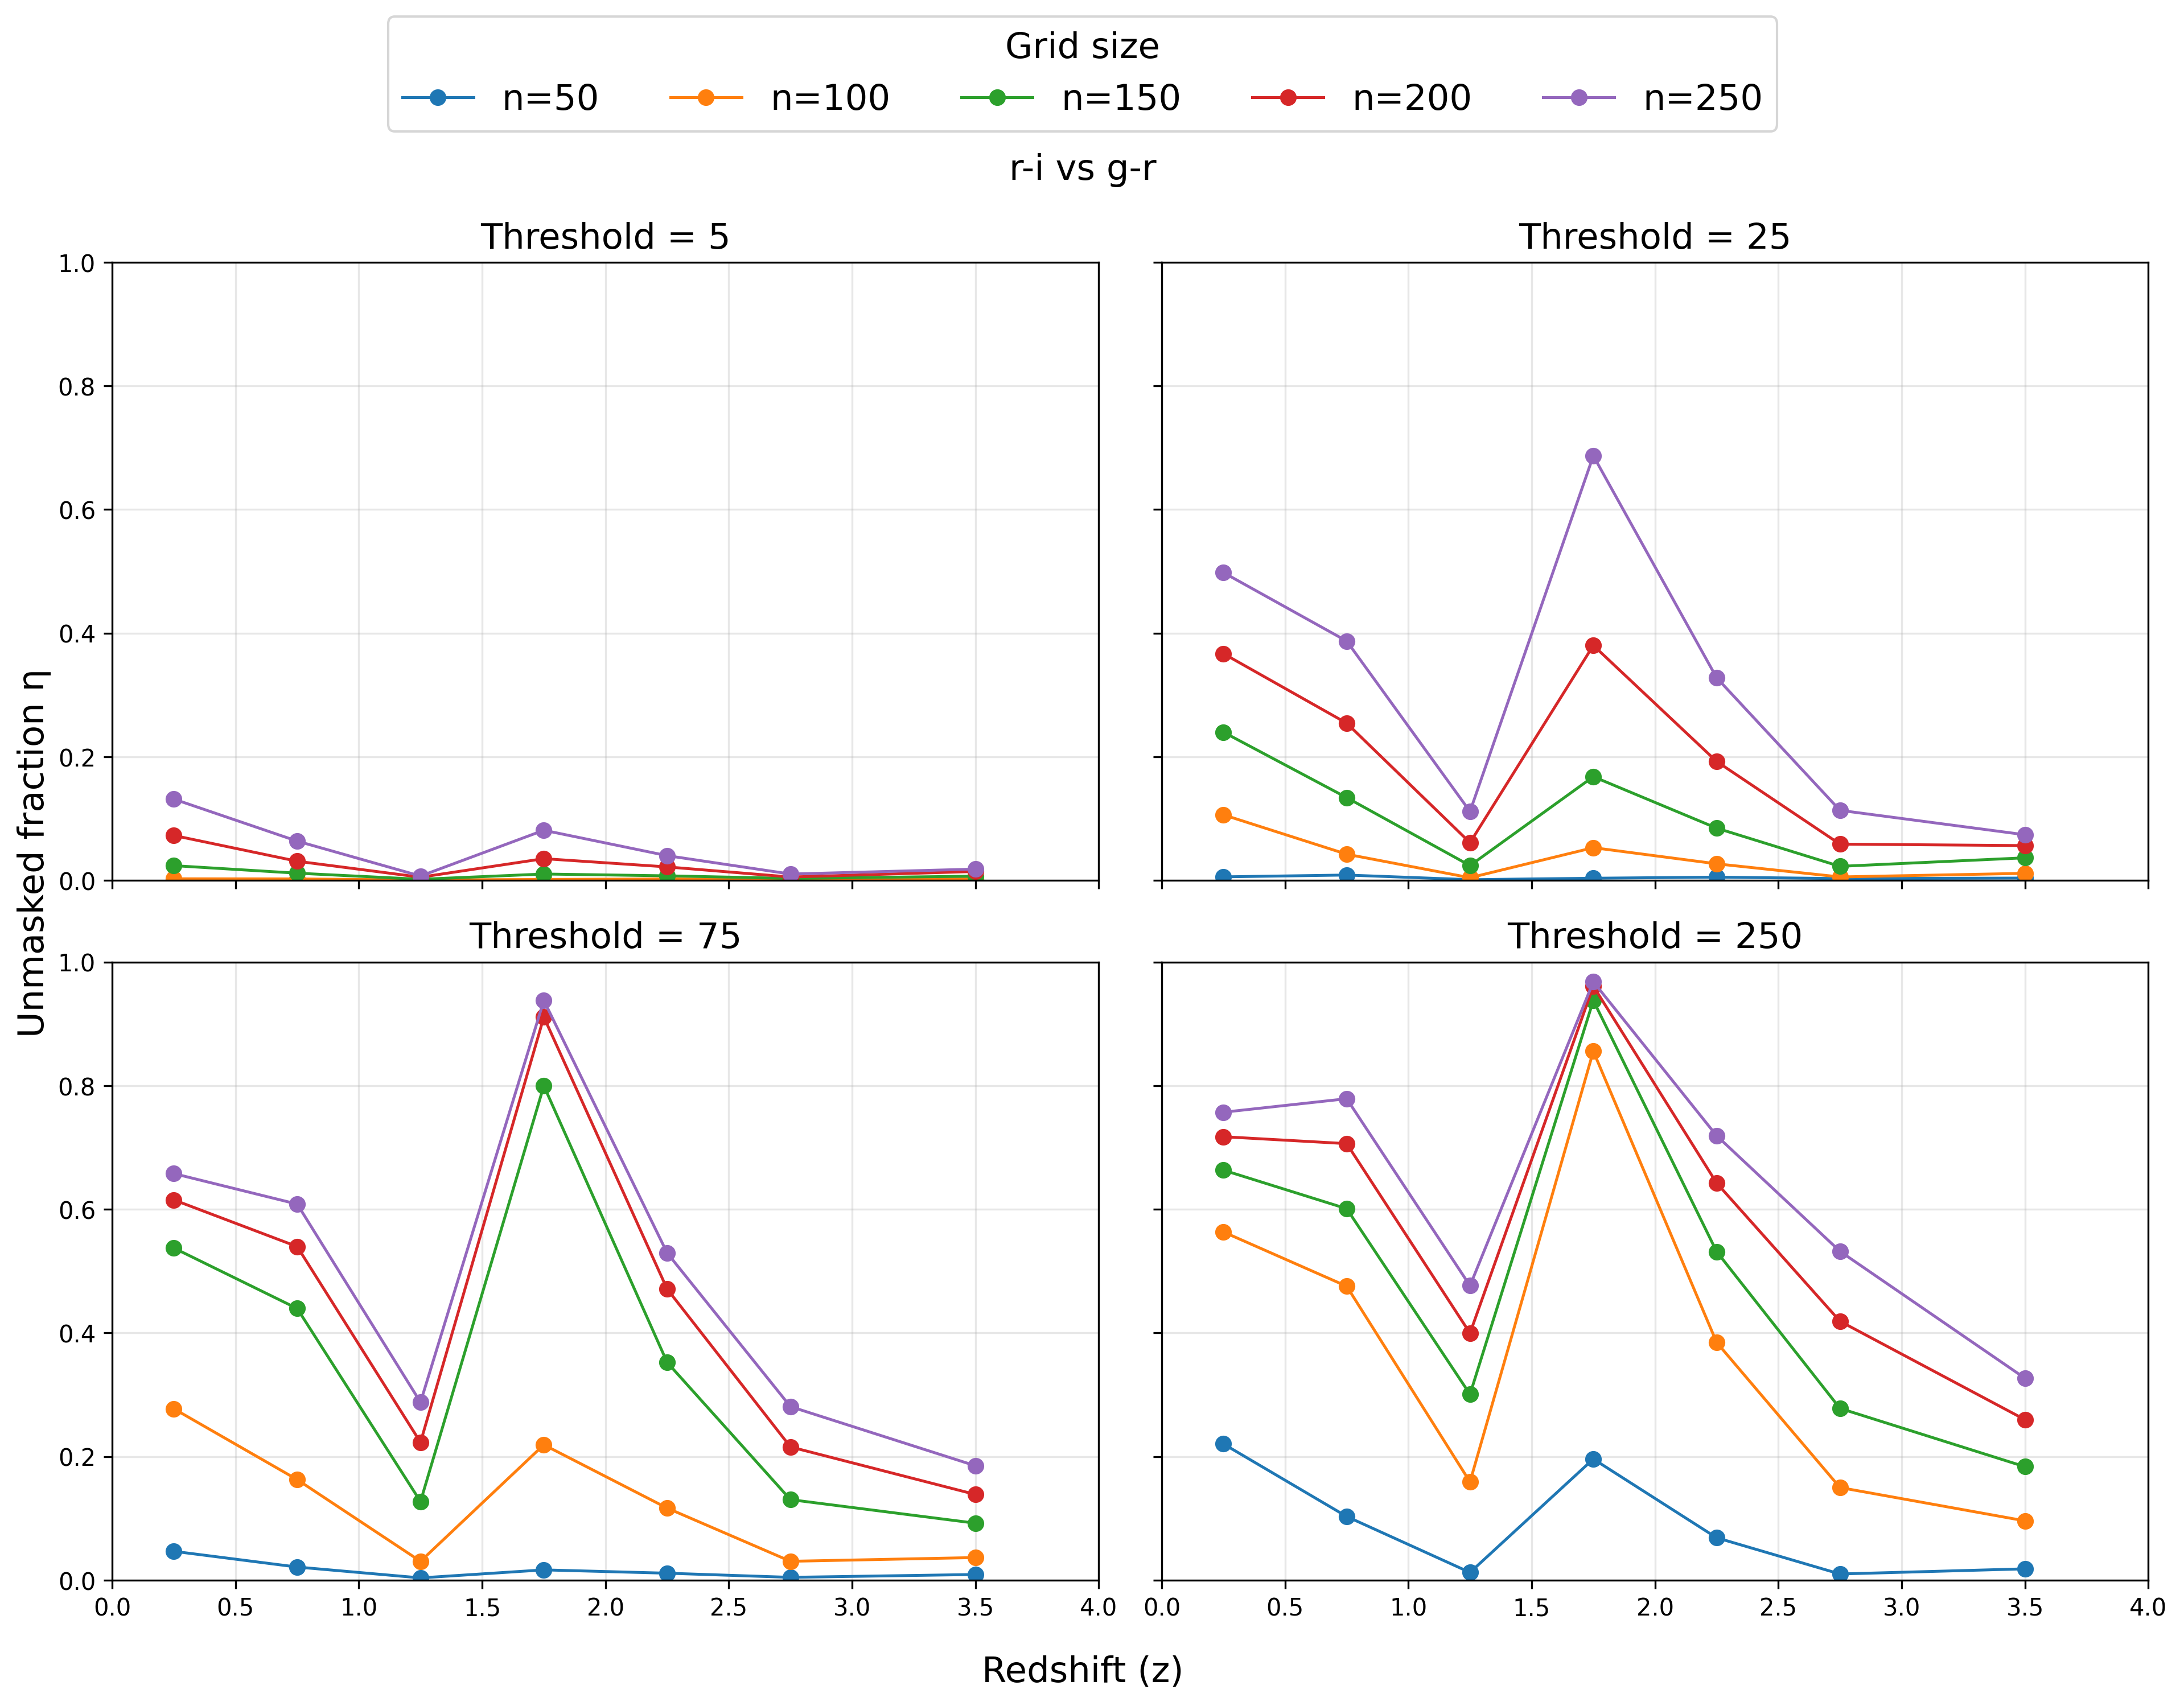 Grid size
n=50 n=100 n=150 n=200 n=250
r-i vs g-r
Threshold = 5
Threshold = 25
1.0
0.8
0.6
0.4
0.2
0.0
Unmasked fraction η
Threshold = 75
Threshold = 250
1.0
0.8
0.6
0.4
0.2
0.0
0.0 0.5 1.0 1.5 2.0 2.5 3.0 3.5 4.0
0.0 0.5 1.0 1.5 2.0 2.5 3.0 3.5 4.0
Redshift (z)